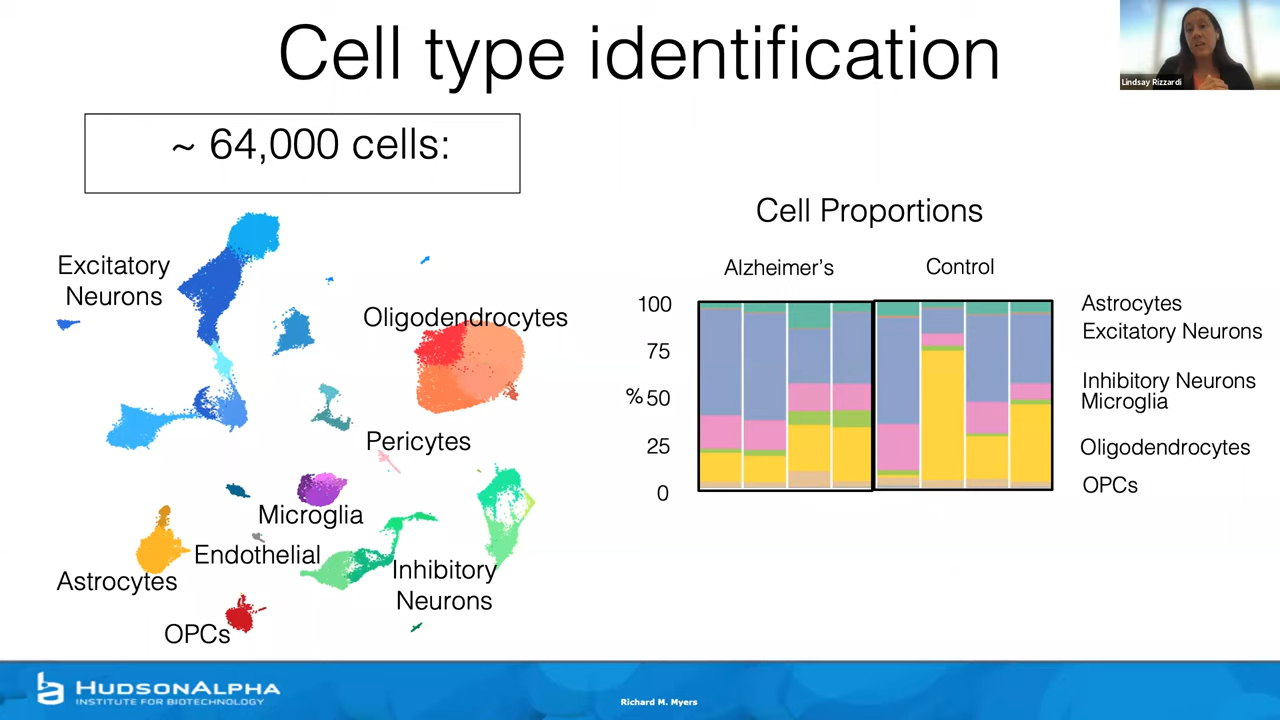 Cell type identification
Lindsay Rizzardi
~ 64,000 cells:
Excitatory
Neurons
Oligodendrocytes
Pericytes
Microglia
Endothelial
Astrocytes
Inhibitory
Neurons
OPCs
Cell Proportions
Alzheimer's
Control
100
75
% 50
25
0
Astrocytes
Excitatory Neurons
Inhibitory Neurons
Microglia
Oligodendrocytes
OPCs
HUDSONALPHA
INSTITUTE FOR BIOTECHNOLOGY
Richard M. Myers